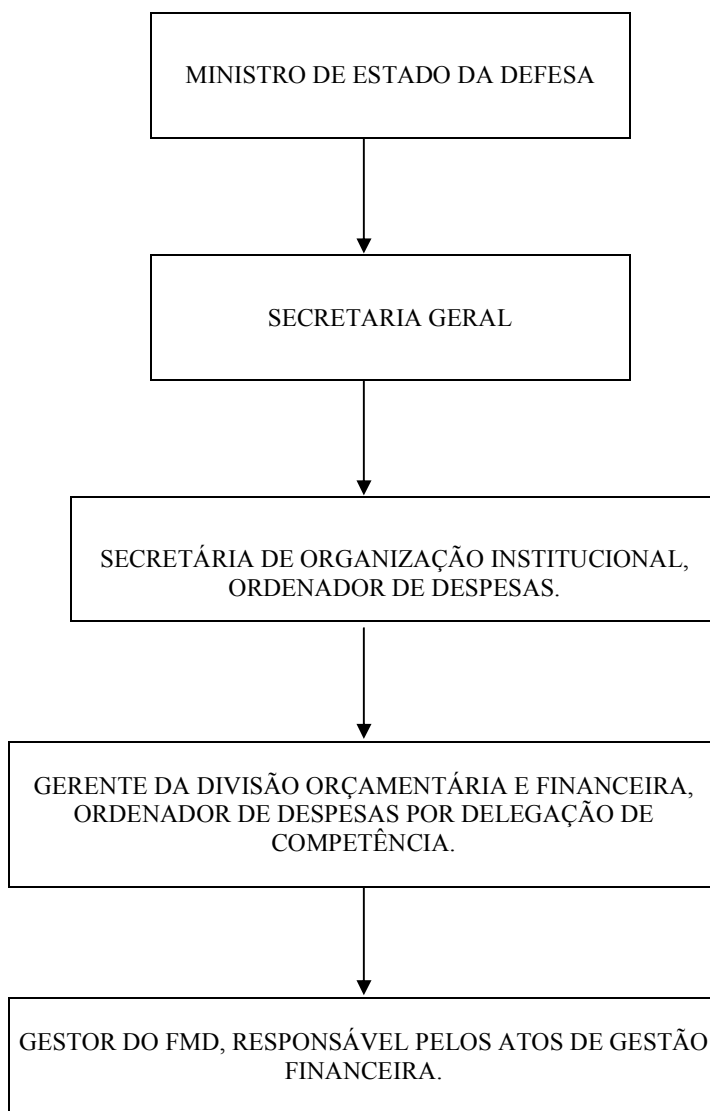 MINISTRO DE ESTADO DA DEFESA
SECRETARIA GERAL
SECRETÁRIA DE ORGANIZAÇÃO INSTITUCIONAL,
ORDENADOR DE DESPESAS.
GERENTE DA DIVISÃO ORÇAMENTÁRIA E FINANCEIRA,
ORDENADOR DE DESPESAS POR DELEGAÇÃO DE
COMPETÊNCIA.
GESTOR DO FMD, RESPONSÁVEL PELOS ATOS DE GESTÃO
FINANCEIRA.